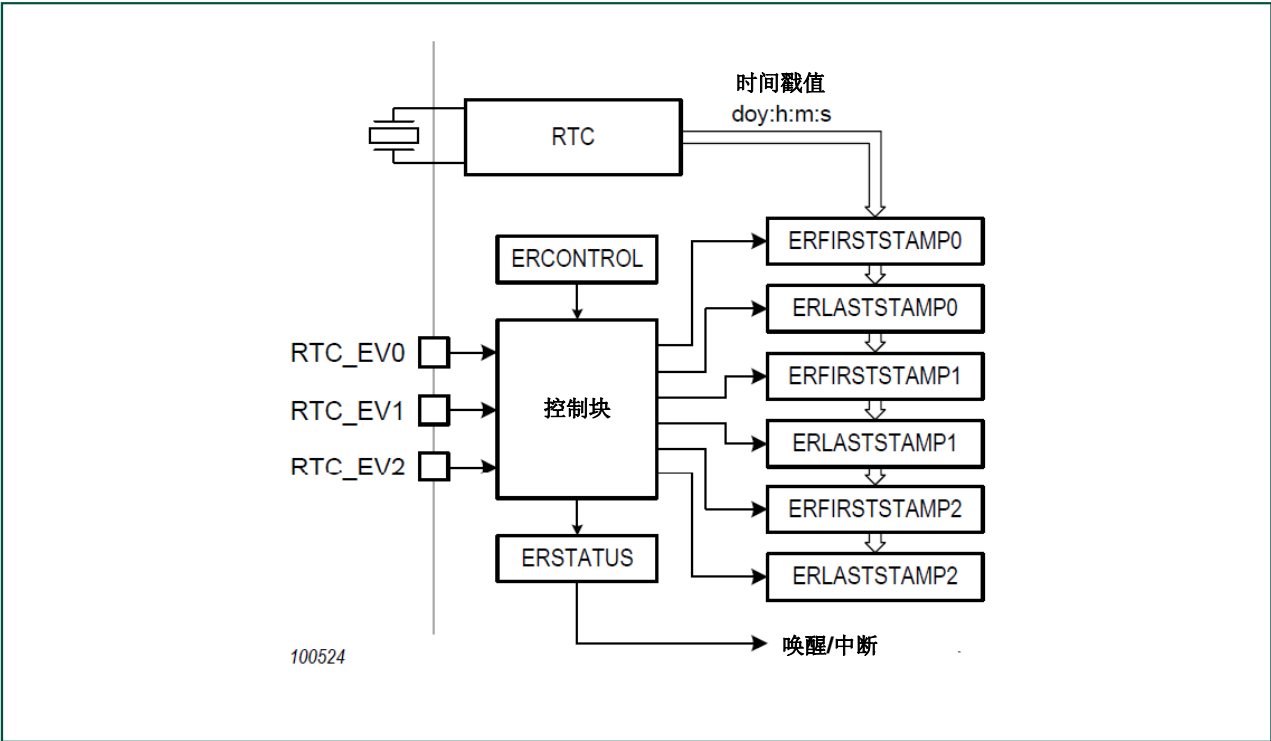 时间戳值
doy:h:m:s
RTC
ERFIRSTSTAMP0
ERCONTROL
ERLASTSTAMP0
RTC_EV0
ERFIRSTSTAMP1
控制块
RTC_EV1
ERLASTSTAMP1
RTC_EV2
ERFIRSTSTAMP2
ERSTATUS
ERLASTSTAMP2
唤醒/中断
100524